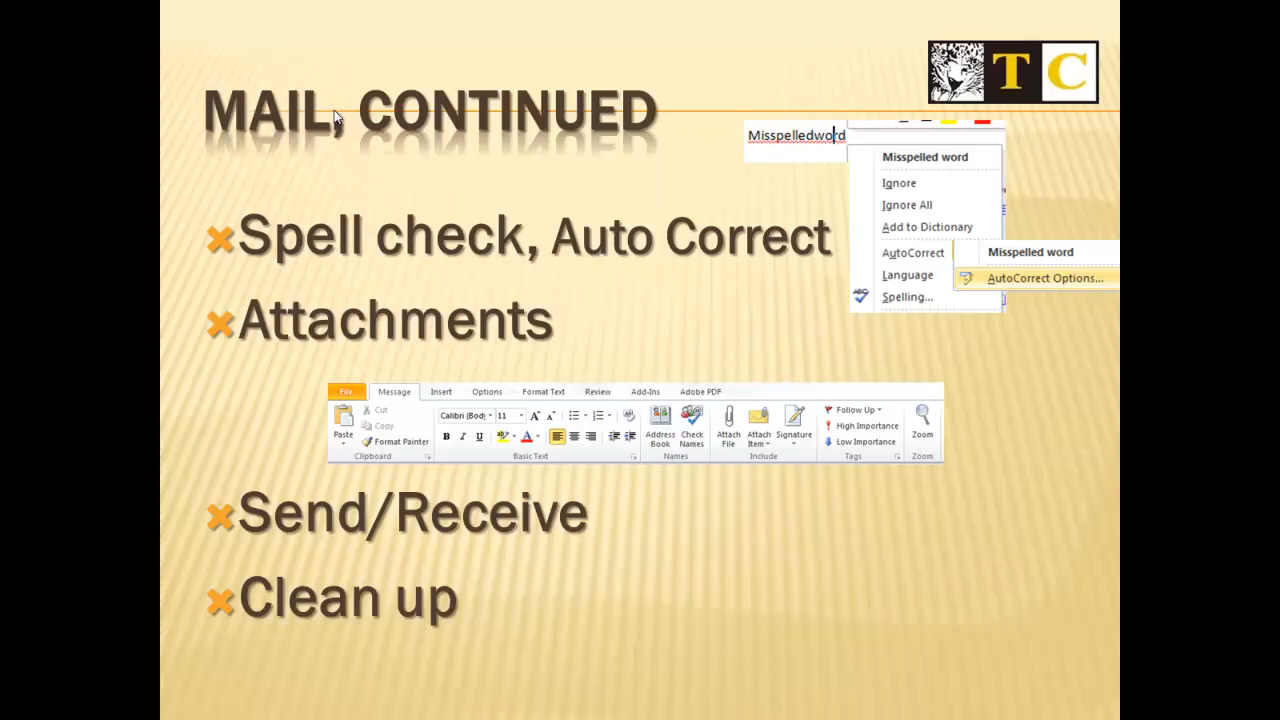 T C
MAIL, CONTINUED
Misspelledword
Misspelled word
Ignore
Ignore All
Add to Dictionary
AutoCorrect
Misspelled word
AutoCorrect Options...
Language
ABC
Spelling...
Spell check, Auto Correct
Attachments
File Message Insert Options Format Text Review Add-Ins Adobe PDF
Paste
Cut
Copy
Format Painter
Clipboard
Calibri (Body 11 A A
B I U ab A
Basic Text
Address Book
Check Names
Names
Attach File
Attach Item
Signature
Include
Follow Up
High Importance
Low Importance
Tags
Zoom
Zoom
Send/Receive
Clean up